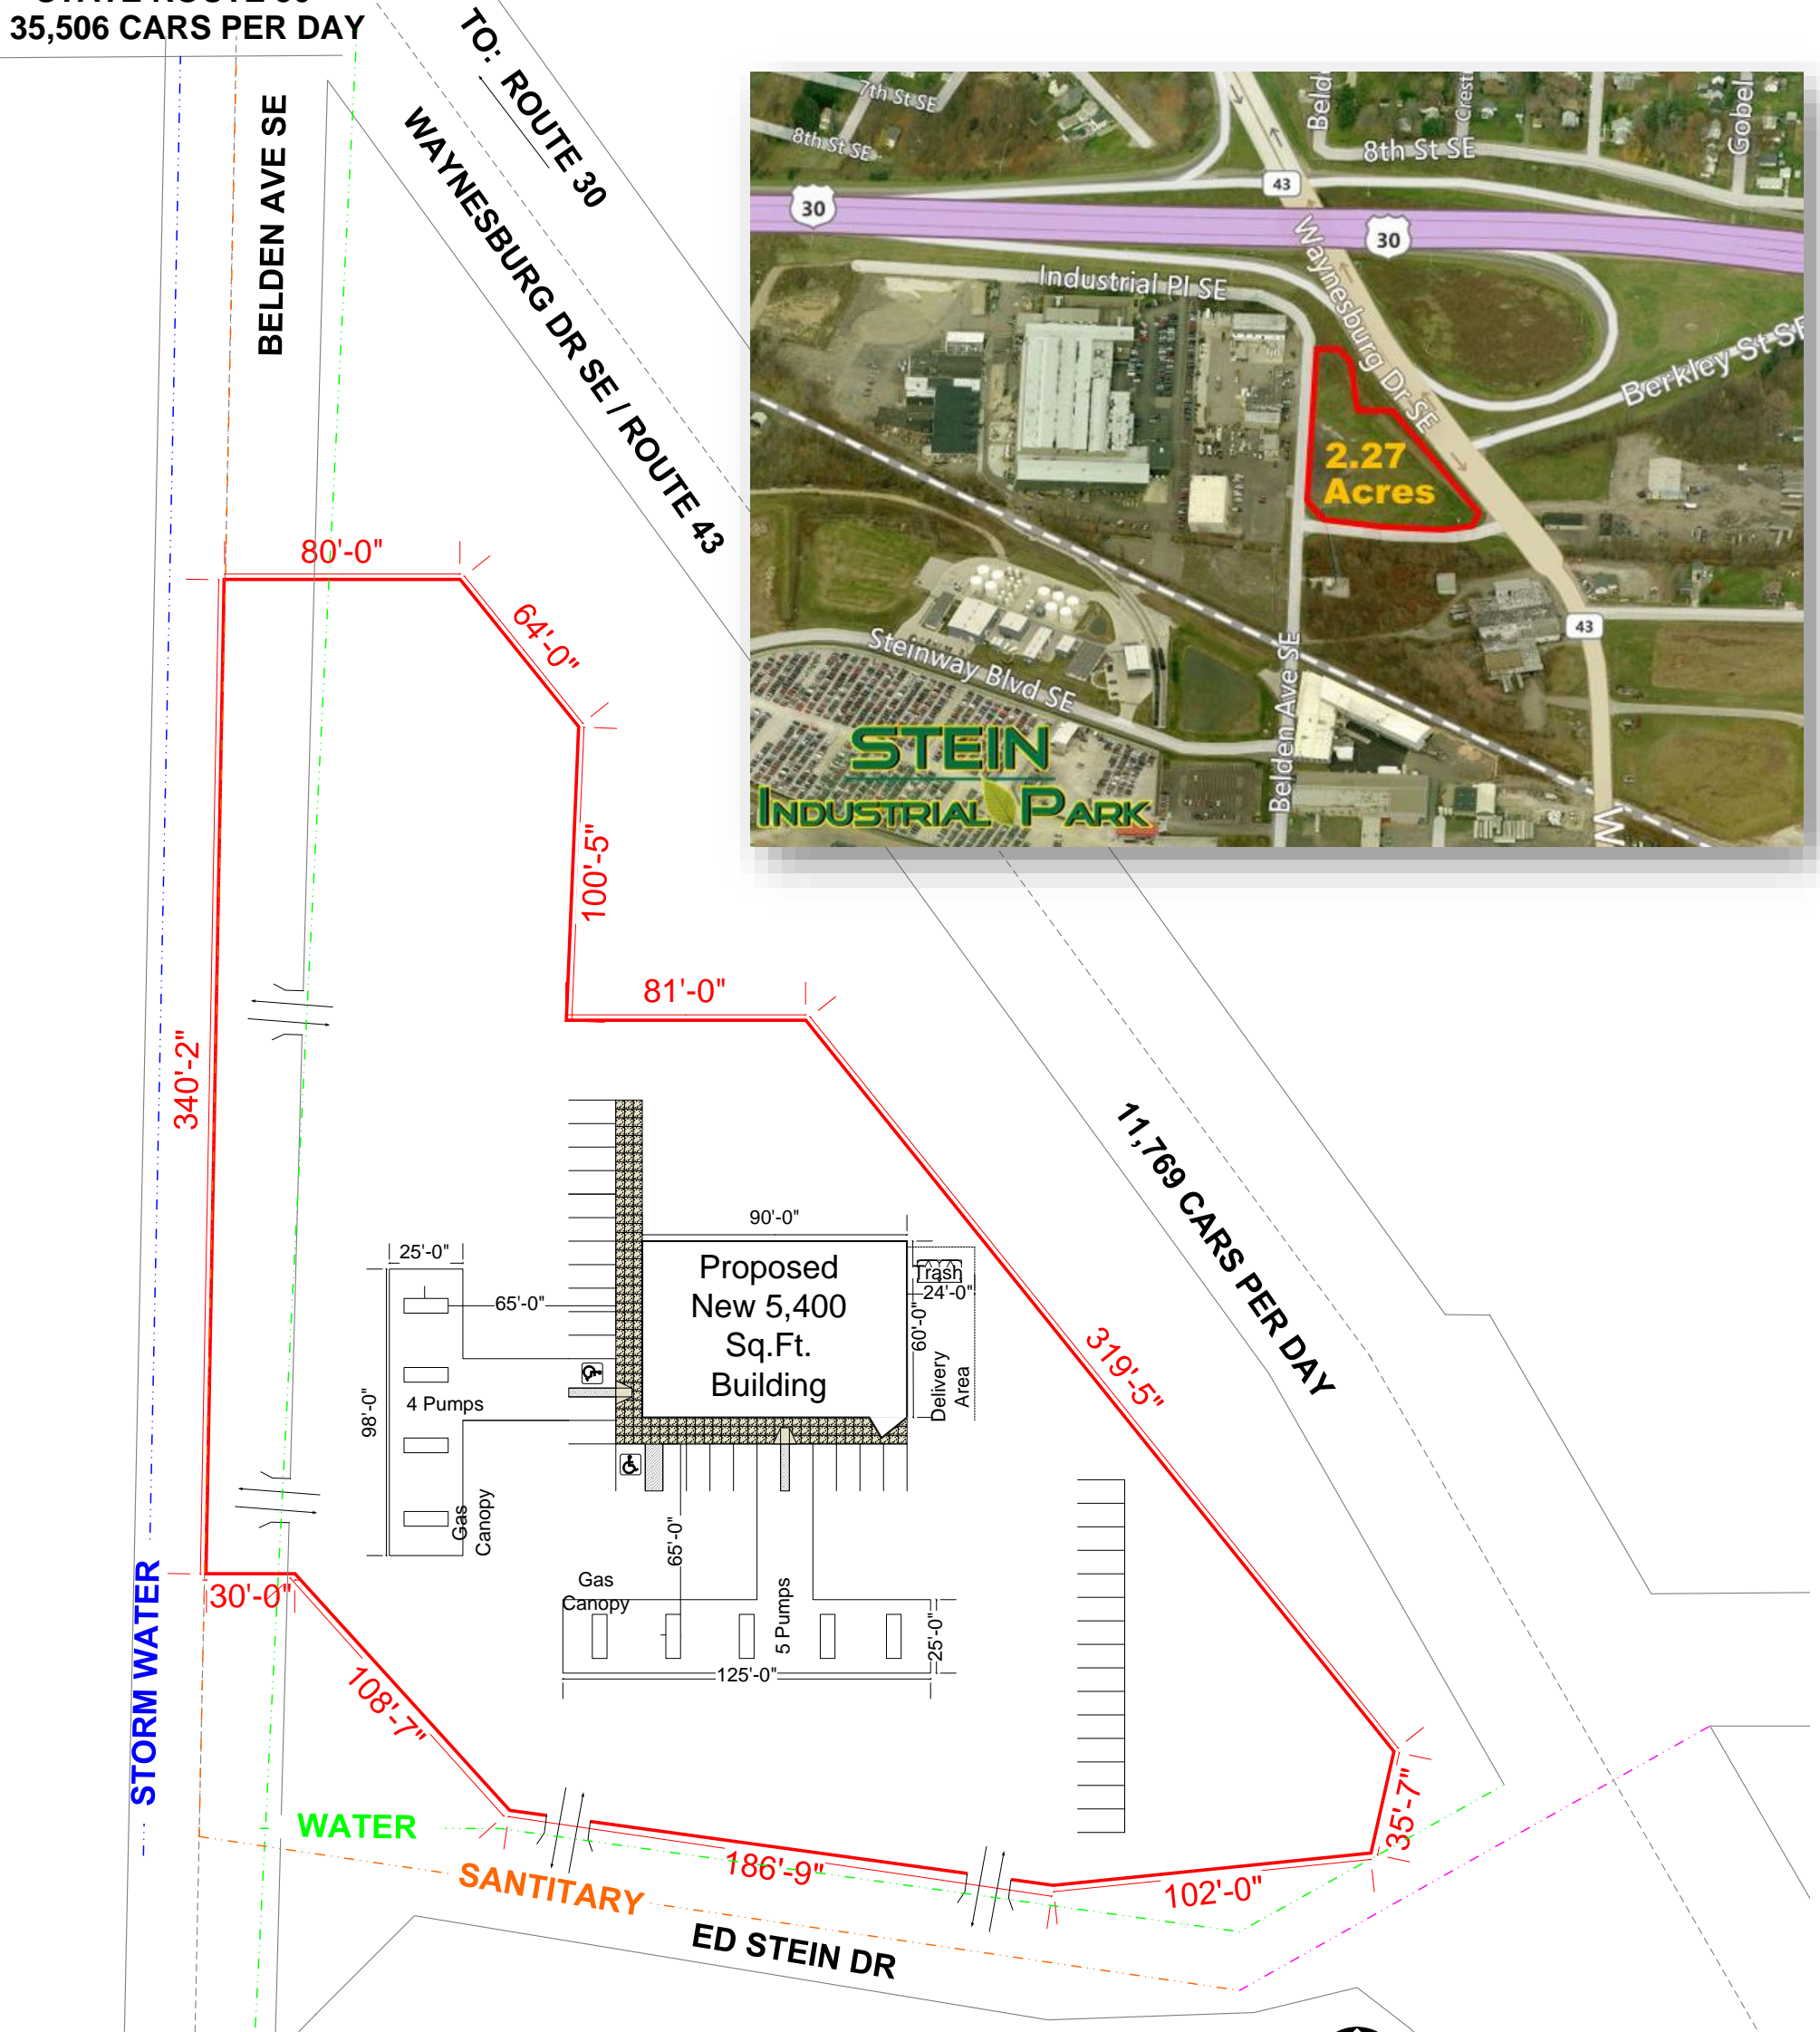 35,506 CARS PER DAY
TO: ROUTE 30
BELDEN AVE SE
WAYNESBURG DR SE / ROUTE 43
7th St SE
8th St SE
Beld
Crest
Gobel
8th St SE
43
30
30
Industrial Pl SE
Waynesburg Dr SE
Berkley St SE
2.27
Acres
43
Steinway Blvd SE
Belden Ave SE
STEIN
INDUSTRIAL PARK
W
80'-0"
64'-0"
100'-5"
81'-0"
340'-2"
11,769 CARS PER DAY
319'-5"
90'-0"
25'-0"
65'-0"
Proposed
New 5,400
Sq.Ft.
Building
Trash
24'-0"
60'-0"
Delivery
Area
98'-0"
4 Pumps
Gas
Canopy
65'-0"
Gas
Canopy
5 Pumps
25'-0"
125'-0"
30'-0"
108'-7"
STORM WATER
WATER
SANTITARY
186'-9"
102'-0"
35'-7"
ED STEIN DR